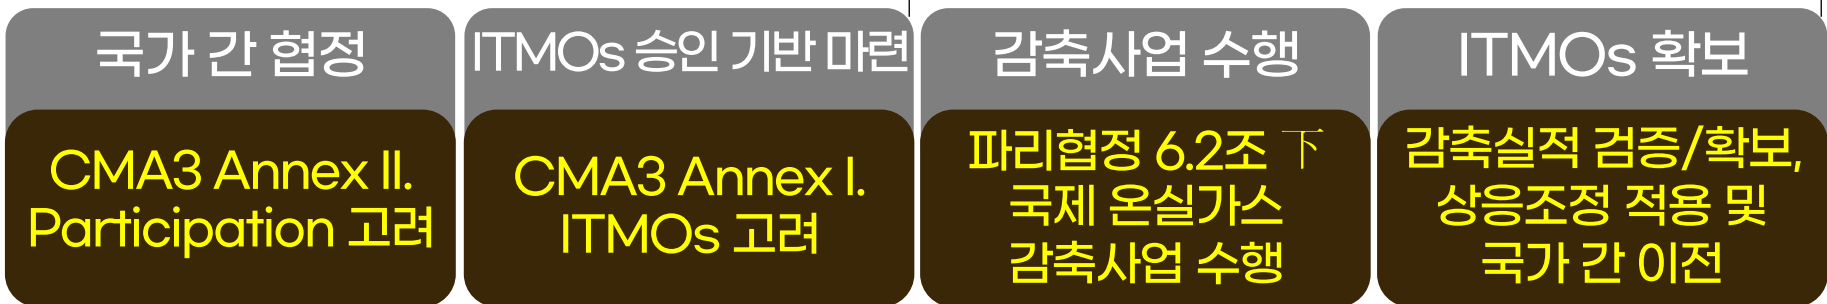 국가 간 협정
CMA3 Annex II.
Participation 고려
ITMOs 승인 기반 마련
CMA3 Annex I.
ITMOs 고려
감축사업 수행
파리협정 6.2조 下
국제 온실가스
감축사업 수행
ITMOs 확보
감축실적 검증/확보,
상응조정 적용 및
국가 간 이전